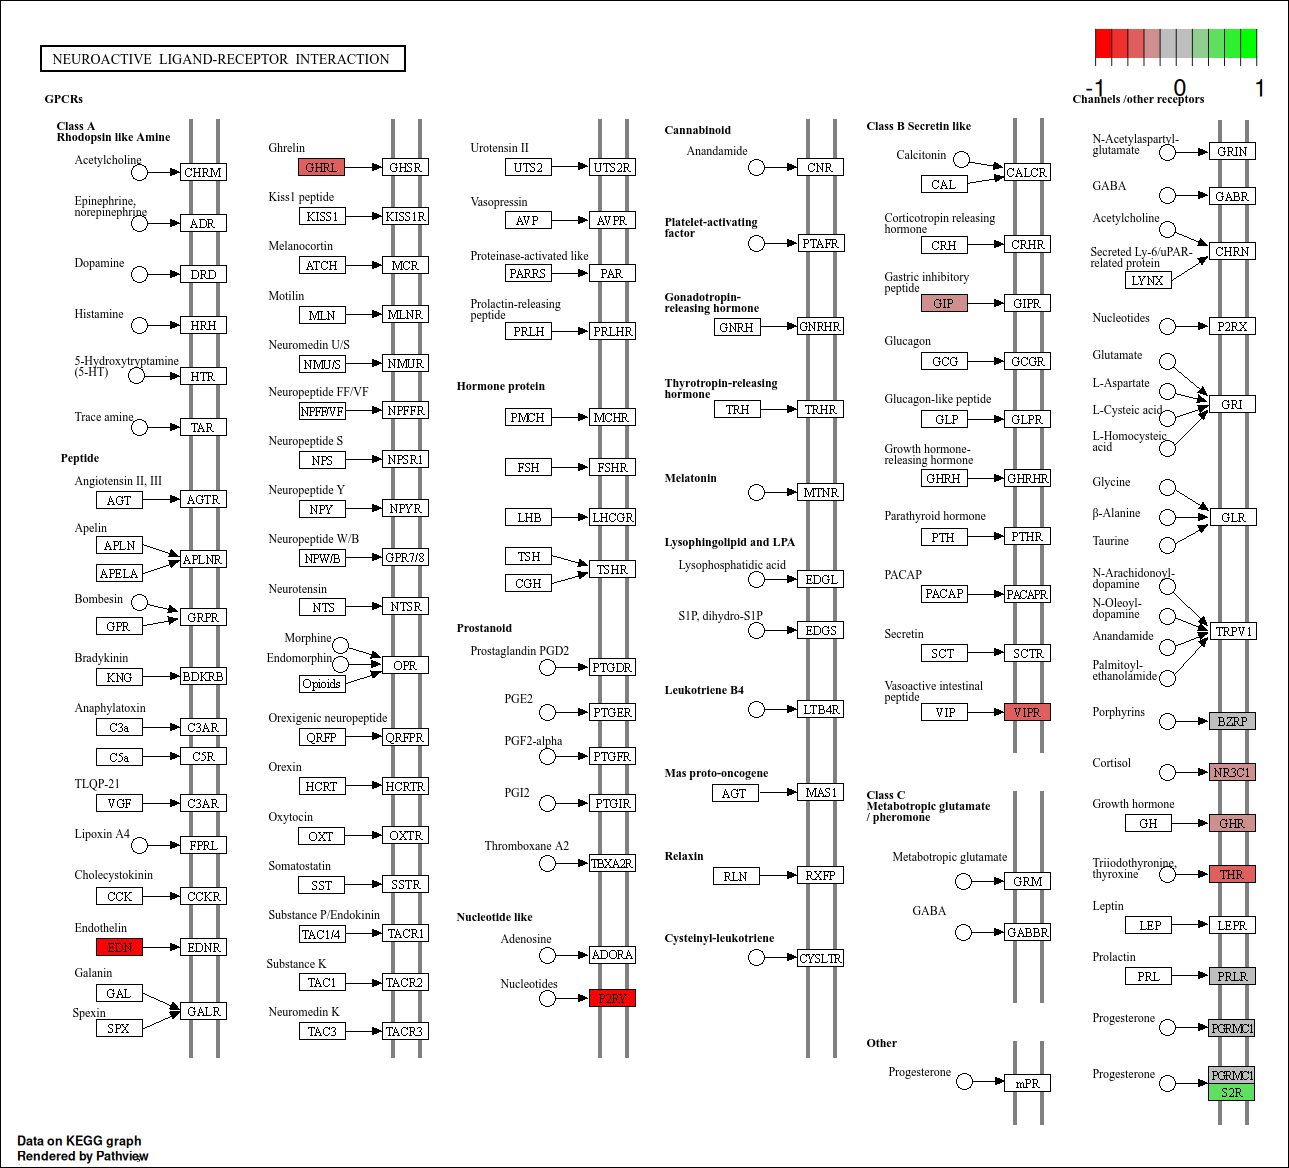 NEUROACTIVE LIGAND-RECEPTOR INTERACTION
-1 0 1
GPCRs
Class A
Rhodopsin like Amine
Acetylcholine
CHRM
Epinephrine,
norepinephrine
ADR
Dopamine
DRD
Histamine
HRH
5-Hydroxytryptamine
(5-HT)
HTR
Trace amine
TAR
Peptide
Angiotensin II, III
AGT AGTR
Apelin
APLN
APLNR
APELA
Bombesin
GRPR
GPR
Bradykinin
KNG BDKRB
Anaphylatoxin
C3a C3AR
C5a C5R
TLQP-21
VGF C3AR
Lipoxin A4
FPRL
Cholecystokinin
CCK CCKR
Endothelin
EDN EDNR
Galanin
GAL
GALR
Spexin
SPX
Ghrelin
GHRL GHSR
Kiss1 peptide
KISS1 KISS1R
Melanocortin
ATCH MCR
Motilin
MLN MLNR
Neuromedin U/S
NMU/S NMUR
Neuropeptide FF/VF
NPFF/VF NPFFR
Neuropeptide S
NPS NPSR1
Neuropeptide Y
NPY NPYR
Neuropeptide W/B
NPW/B GPR7/8
Neurotensin
NTS NTSR
Morphine
Endomorphin
OPR
Opioids
Orexigenic neuropeptide
QRFP QRFPR
Orexin
HCRT HCRTR
Oxytocin
OXT OXTR
Somatostatin
SST SSTR
Substance P/Endokinin
TAC1/4 TACR1
Substance K
TAC1 TACR2
Neuromedin K
TAC3 TACR3
Urotensin II
UTS2 UTS2R
Vasopressin
AVP AVPR
Proteinase-activated like
PARRS PAR
Prolactin-releasing
peptide
PRLH PRLHR
Hormone protein
PMCH MCHR
FSH FSHR
LHB LHCGR
TSH
TSHR
CGH
Prostanoid
Prostaglandin PGD2
PTGDR
PGE2
PTGER
PGF2-alpha
PTGFR
PGI2
PTGIR
Thromboxane A2
TBXA2R
Nucleotide like
Adenosine
ADORA
Nucleotides
P2RY
Cannabinoid
Anandamide
CNR
Platelet-activating
factor
PTAFR
Gonadotropin-
releasing hormone
GNRH GNRHR
Thyrotropin-releasing
hormone
TRH TRHR
Melatonin
MTNR
Lysophingolipid and LPA
Lysophosphatidic acid
EDGL
S1P, dihydro-S1P
EDGS
Leukotriene B4
LTB4R
Mas proto-oncogene
AGT MAS1
Relaxin
RLN RXFP
Cysteinyl-leukotriene
CYSLTR
Class B Secretin like
Calcitonin
CALCR
CAL
Corticotropin releasing
hormone
CRH CRHR
Gastric inhibitory
peptide
GIP GIPR
Glucagon
GCG GCGR
Glucagon-like peptide
GLP GLPR
Growth hormone-
releasing hormone
GHRH GHRHR
Parathyroid hormone
PTH PTHR
PACAP
PACAP PACAPR
Secretin
SCT SCTR
Vasoactive intestinal
peptide
VIP VIPR
Class C
Metabotropic glutamate
/ pheromone
Metabotropic glutamate
GRM
GABA
GABBR
Other
Progesterone
mPR
Channels /other receptors
N-Acetylaspartyl-
glutamate
GRIN
GABA
GABR
Acetylcholine
CHRN
Secreted Ly-6/uPAR-
related protein
LYNX
Nucleotides
P2RX
Glutamate
L-Aspartate
GRI
L-Cysteic acid
L-Homocysteic
acid
Glycine
β-Alanine
GLR
Taurine
N-Arachidonoyl-
dopamine
N-Oleoyl-
dopamine
TRPV1
Anandamide
Palmitoyl-
ethanolamide
Porphyrins
BZRP
Cortisol
NR3C1
Growth hormone
GH GHR
Triiodothyronine,
thyroxine
THR
Leptin
LEP LEPR
Prolactin
PRL PRLR
Progesterone
PGRMC1
Progesterone
PGRMC1
S2R
Data on KEGG graph
Rendered by Pathview